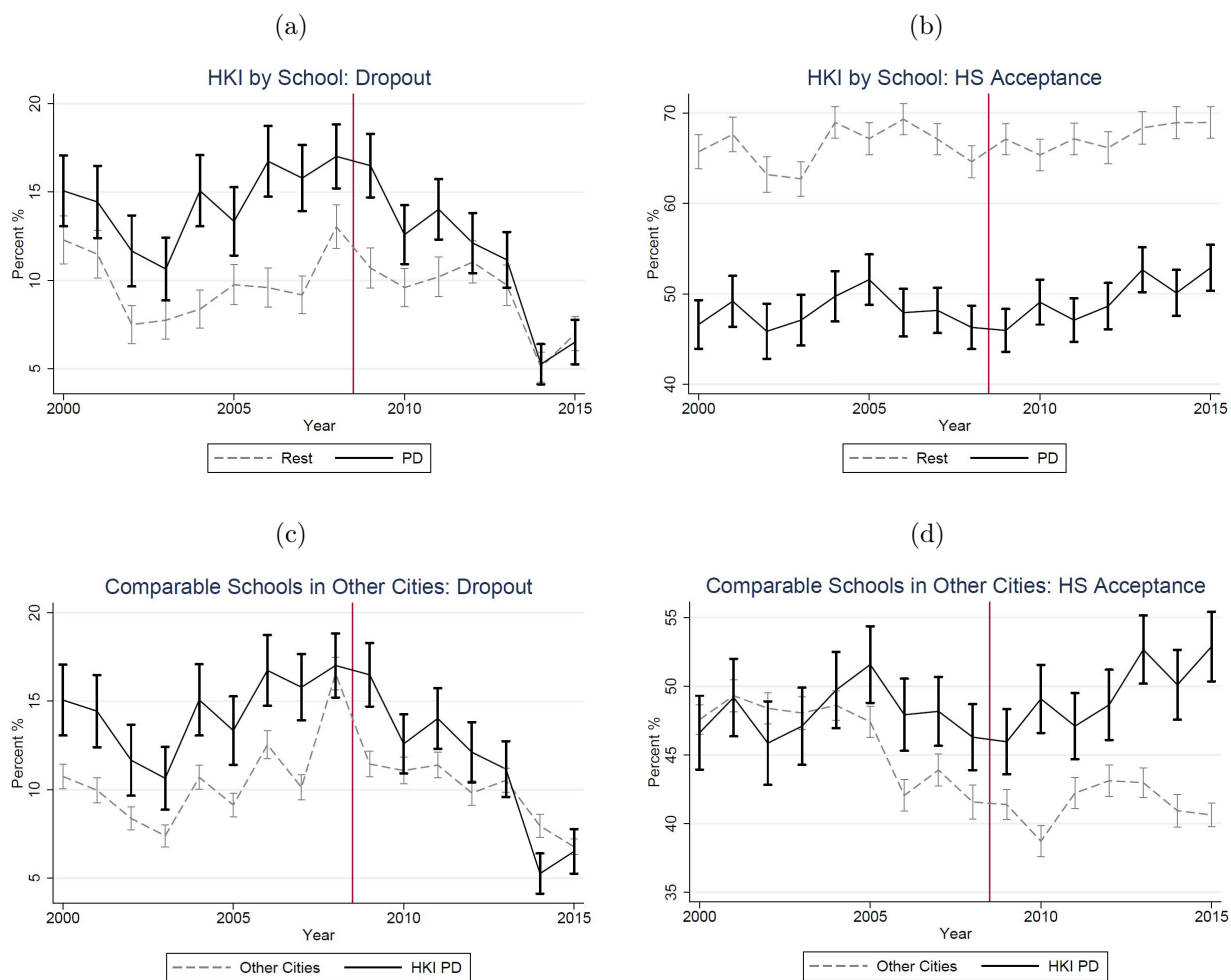 (a)
HKI by School: Dropout
Percent %
20
15
10
5
2000 2005 2010 2015
Year
Rest PD
(b)
HKI by School: HS Acceptance
Percent %
70
60
50
40
2000 2005 2010 2015
Year
Rest PD
(c)
Comparable Schools in Other Cities: Dropout
Percent %
20
15
10
5
2000 2005 2010 2015
Year
Other Cities HKI PD
(d)
Comparable Schools in Other Cities: HS Acceptance
Percent %
55
50
45
40
35
2000 2005 2010 2015
Year
Other Cities HKI PD